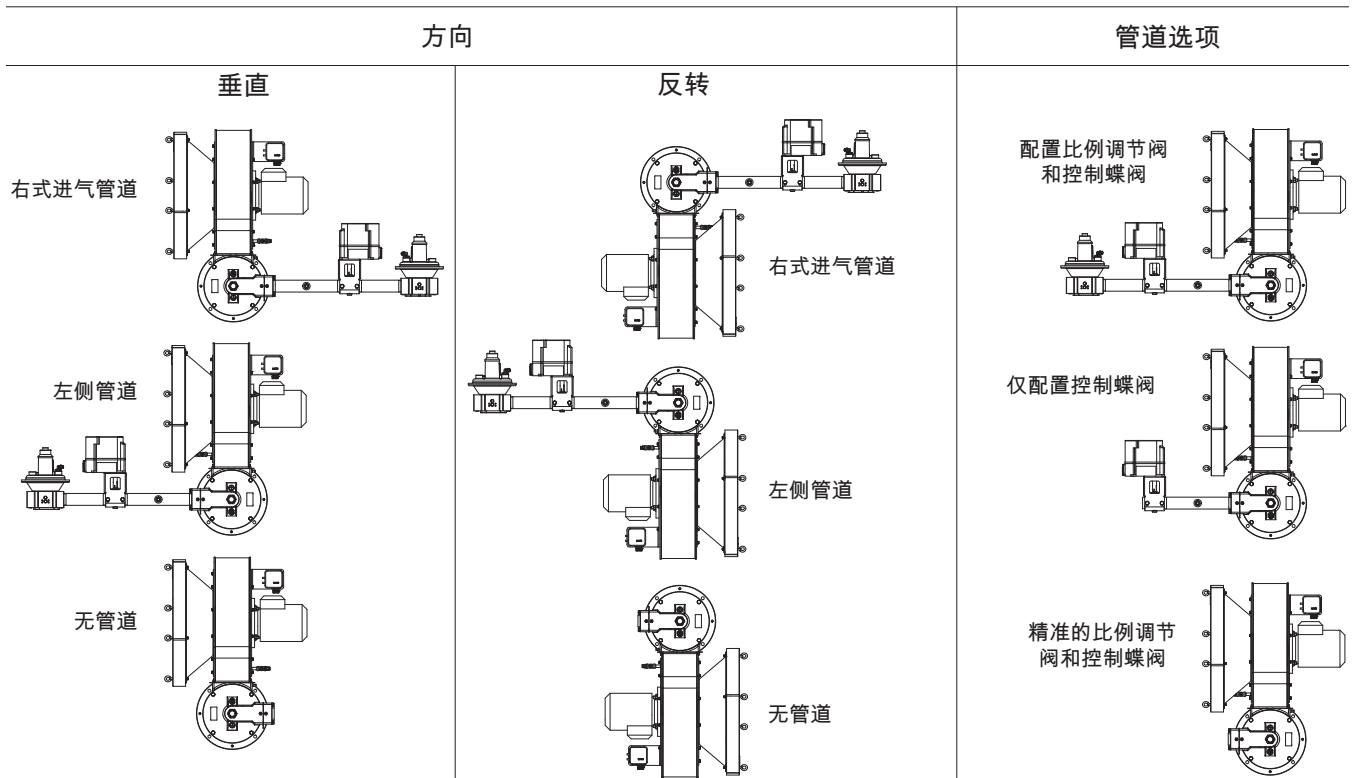 方向
管道选项
垂直
反转
右式进气管道
左侧管道
无管道
右式进气管道
左侧管道
无管道
配置比例调节阀
和控制蝶阀
仅配置控制蝶阀
精准的比例调节
阀和控制蝶阀